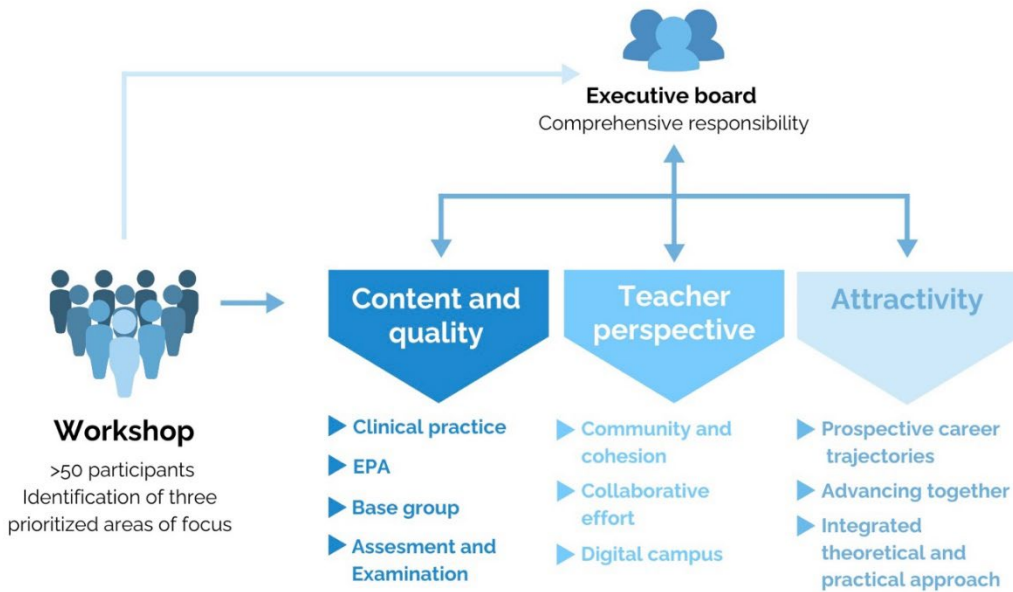 Executive board
Comprehensive responsibility
Workshop
>50 participants
Identification of three
prioritized areas of focus
Content and
quality
Clinical practice
EPA
Base group
Assesment and
Examination
Teacher
perspective
Community and
cohesion
Collaborative
effort
Digital campus
Attractivity
Prospective career
trajectories
Advancing together
Integrated
theoretical and
practical approach